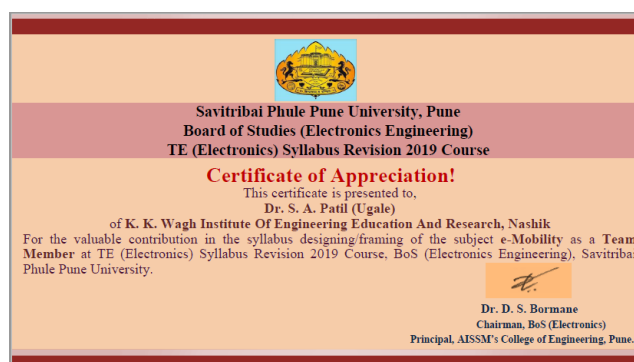 Savitribai Phule Pune University, Pune
Board of Studies (Electronics Engineering)
TE (Electronics) Syllabus Revision 2019 Course
Certificate of Appreciation!
This certificate is presented to,
Dr. S. A. Patil (Ugale)
of K. K. Wagh Institute Of Engineering Education And Research, Nashik
For the valuable contribution in the syllabus designing/framing of the subject e-Mobility as a Team
Member at TE (Electronics) Syllabus Revision 2019 Course, BoS (Electronics Engineering), Savitribai
Phule Pune University.
Dr. D. S. Bormane
Chairman, BoS (Electronics)
Principal, AISSM's College of Engineering, Pune.